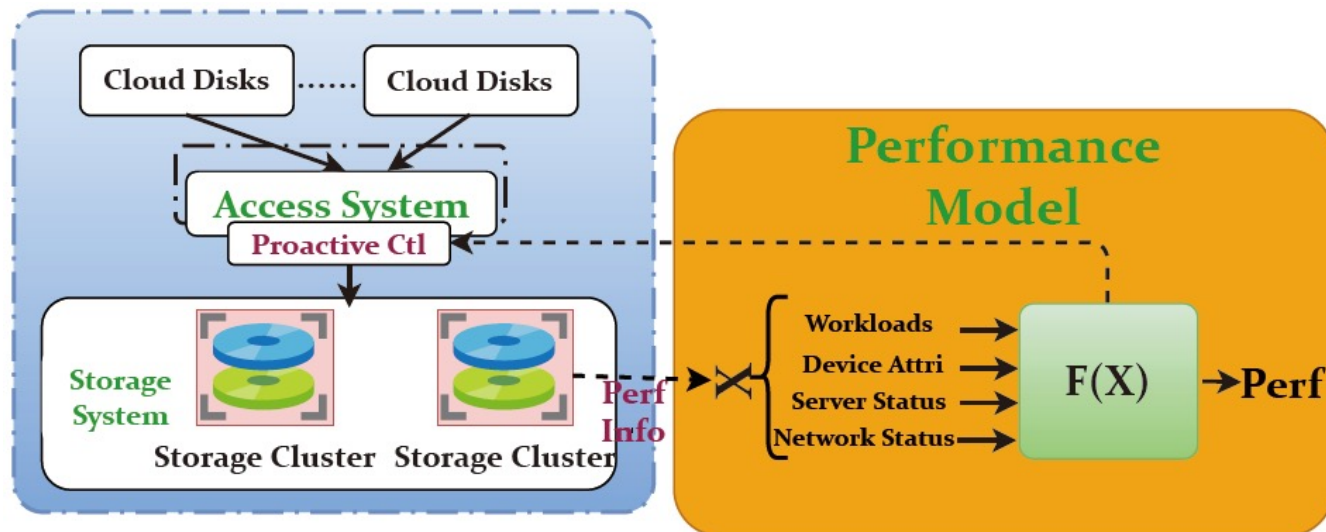 Cloud Disks
......
Cloud Disks
Access System
Proactive Ctl
Storage
System
Storage Cluster
Storage Cluster
Perf
Info
Performance
Model
X
Workloads
Device Attri
Server Status
Network Status
F(X)
Perf